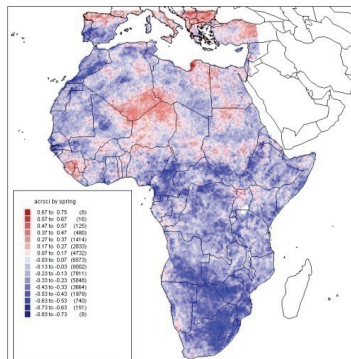 acrsci by spring
0.67 to 0.75 (8)
0.57 to 0.67 (16)
0.47 to 0.57 (125)
0.37 to 0.47 (480)
0.27 to 0.37 (1414)
0.17 to 0.27 (2833)
0.07 to 0.17 (4732)
-0.03 to 0.07 (6573)
-0.13 to -0.03 (8002)
-0.23 to -0.13 (7811)
-0.33 to -0.23 (5848)
-0.43 to -0.33 (3684)
-0.53 to -0.43 (1979)
-0.63 to -0.53 (740)
-0.73 to -0.63 (151)
-0.83 to -0.73 (8)